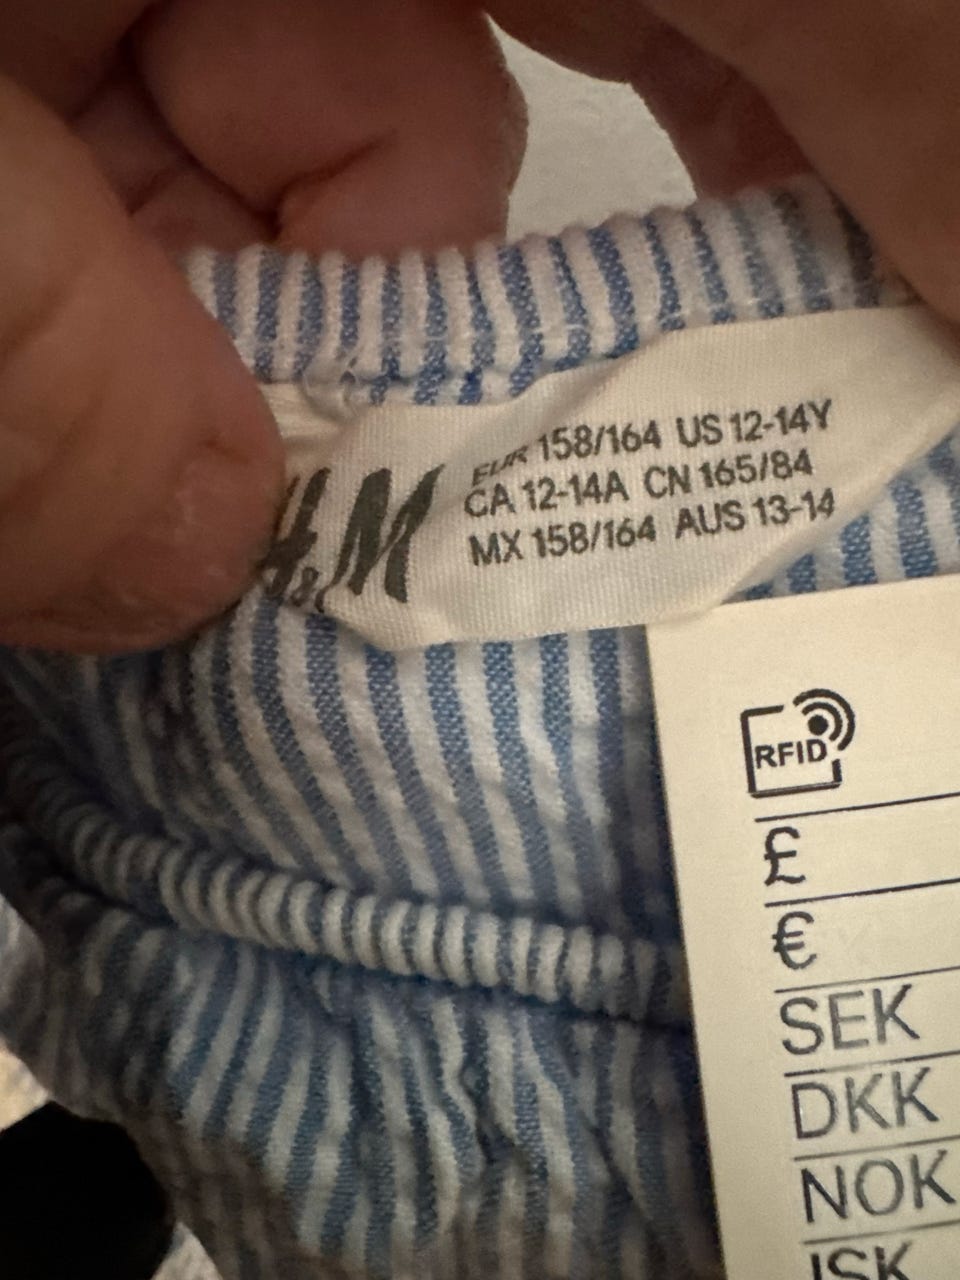 H&M
EUR 158/164 US 12-14Y
CA 12-14A CN 165/84
MX 158/164 AUS 13-14
RFID
£
€
SEK
DKK
NOK
ISK